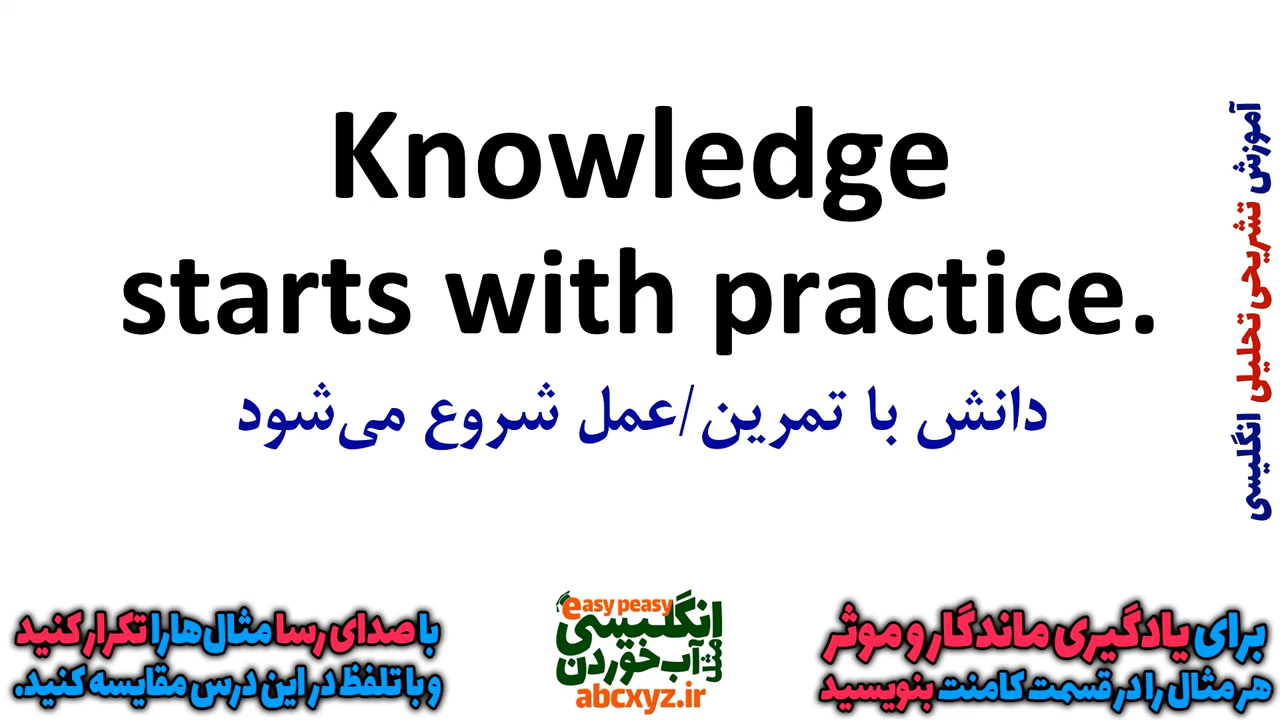 Knowledge
starts with practice.
دانش با تمرین/عمل شروع می‌شود
آموزش تشریحی تحلیلی انگلیسی
برای یادگیری ماندگار و موثر
هر مثال را در قسمت کامنت بنویسید
easy peasy
انگلیسی
مثل آب خوردن
abcxyz.ir
با صدای رسا مثال‌ها را تکرار کنید
و با تلفظ در این درس مقایسه کنید.